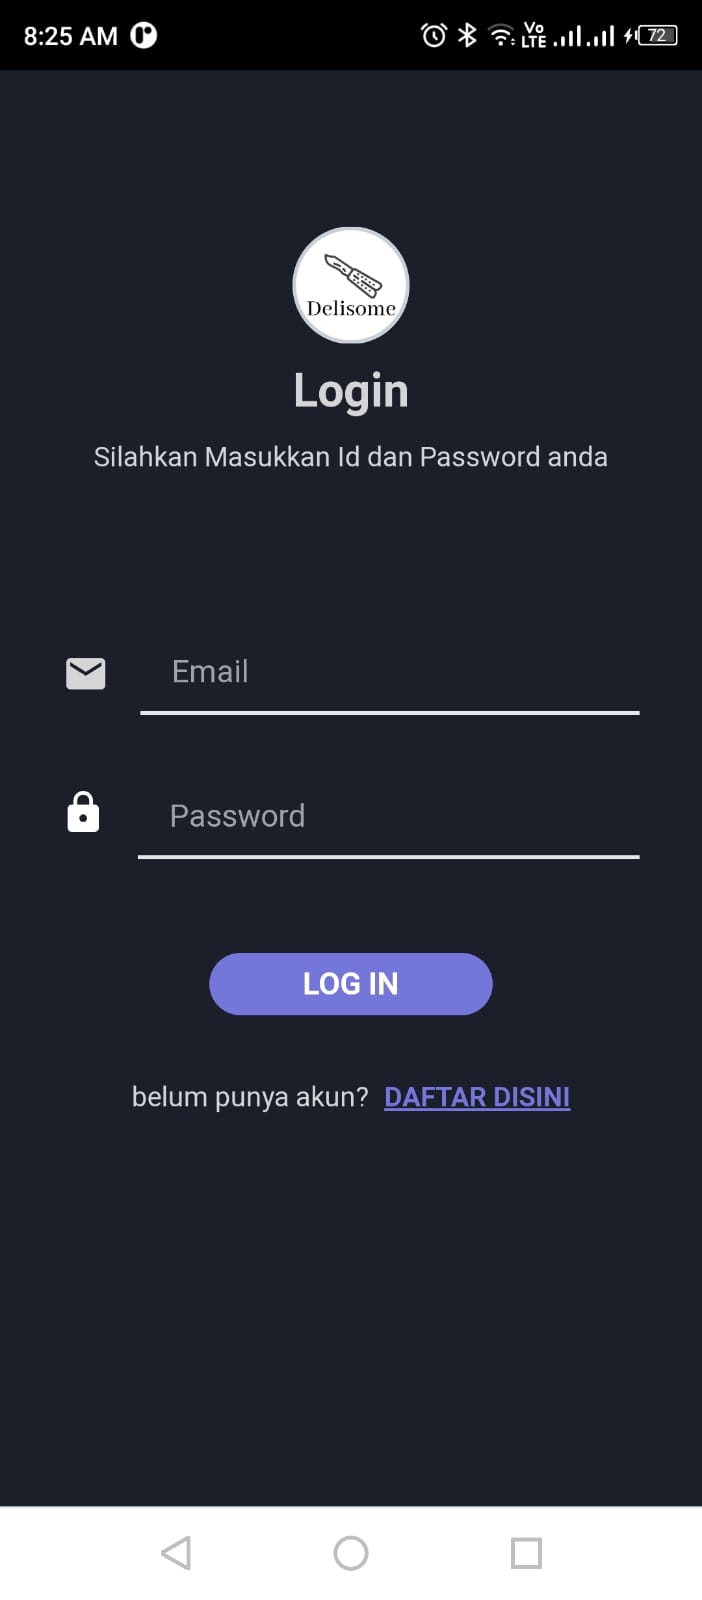 8:25 AM
Vo
LTE
72
Delisome
Login
Silahkan Masukkan Id dan Password anda
Email
Password
LOG IN
belum punya akun? DAFTAR DISINI